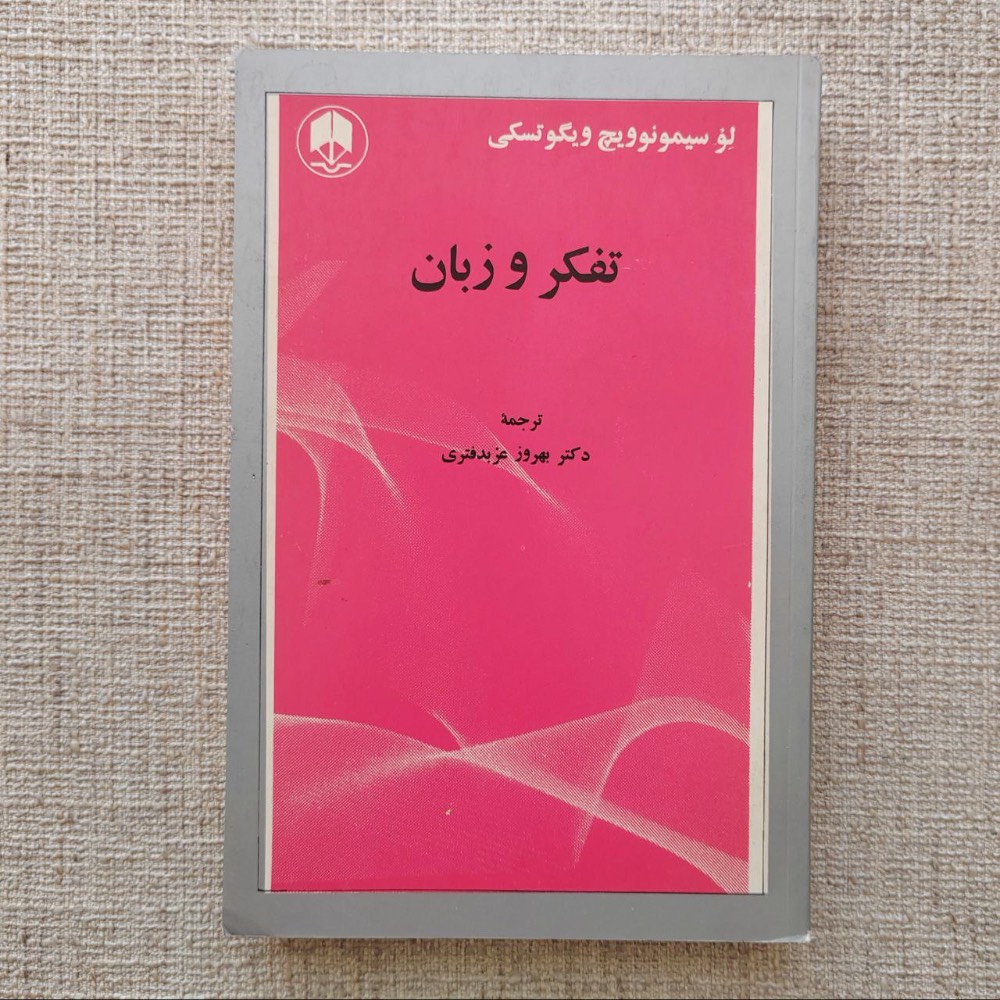 لِؤ سیمونوویچ ویگوتسکی
تفکر و زبان
ترجمهٔ
دکتر بهروز عزبدفتری